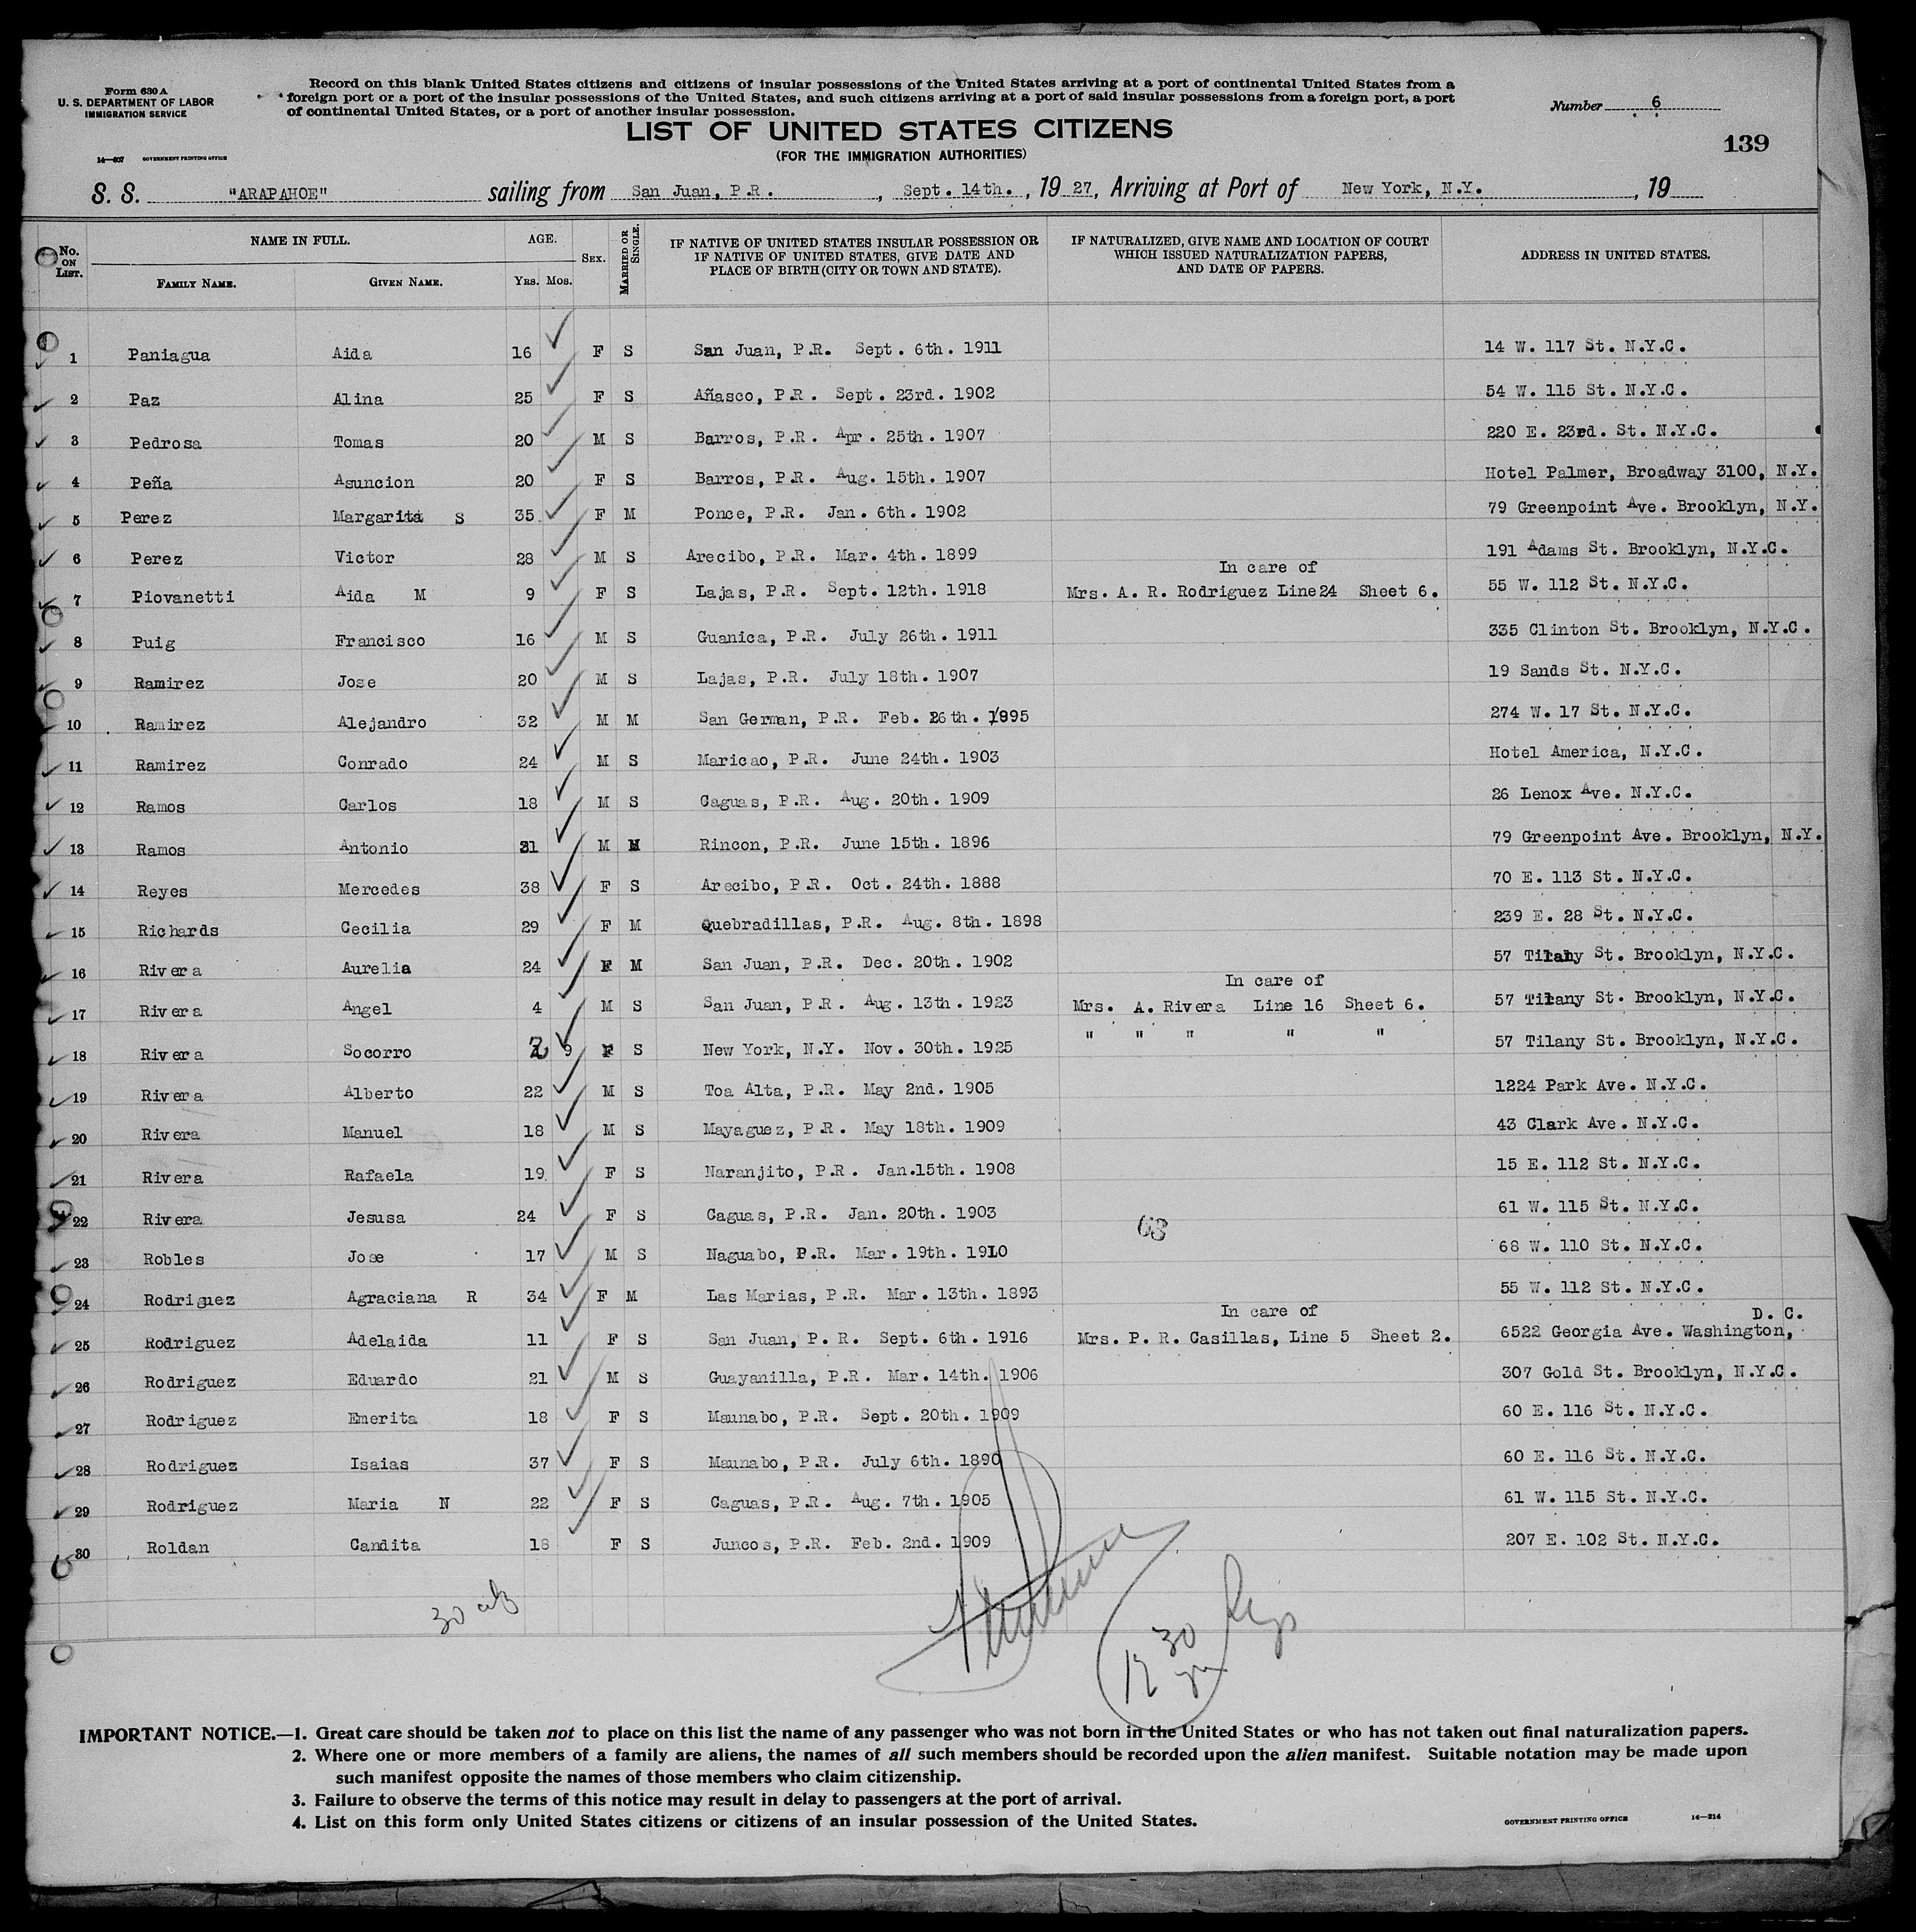 Form 630 A
U. S. DEPARTMENT OF LABOR
IMMIGRATION SERVICE
14—607 GOVERNMENT PRINTING OFFICE
Record on this blank United States citizens and citizens of insular possessions of the United States arriving at a port of continental United States from a
foreign port or a port of the insular possessions of the United States, and such citizens arriving at a port of said insular possessions from a foreign port, a port
of continental United States, or a port of another insular possession.
Number 6
LIST OF UNITED STATES CITIZENS
(FOR THE IMMIGRATION AUTHORITIES)
139
S. S. "ARAPAHOE" sailing from San Juan, P.R. , Sept. 14th. , 19 27, Arriving at Port of New York, N.Y. , 19
No. ON LIST. NAME IN FULL. FAMILY NAME. GIVEN NAME. AGE. YRS. MOS. SEX. MARRIED OR SINGLE. IF NATIVE OF UNITED STATES INSULAR POSSESSION OR IF NATIVE OF UNITED STATES, GIVE DATE AND PLACE OF BIRTH (CITY OR TOWN AND STATE). IF NATURALIZED, GIVE NAME AND LOCATION OF COURT WHICH ISSUED NATURALIZATION PAPERS, AND DATE OF PAPERS. ADDRESS IN UNITED STATES.
1 Paniagua Aida 16 F S San Juan, P.R. Sept. 6th. 1911 14 W. 117 St. N.Y.C.
2 Paz Alina 25 F S Añasco, P.R. Sept. 23rd. 1902 54 W. 115 St. N.Y.C.
3 Pedrosa Tomas 20 M S Barros, P.R. Apr. 25th. 1907 220 E. 23rd. St. N.Y.C.
4 Peña Asuncion 20 F S Barros, P.R. Aug. 15th. 1907 Hotel Palmer, Broadway 3100, N.Y.
5 Perez Margarita S 35 F M Ponce, P.R. Jan. 6th. 1902 79 Greenpoint Ave. Brooklyn, N.Y.
6 Perez Victor 28 M S Arecibo, P.R. Mar. 4th. 1899 191 Adams St. Brooklyn, N.Y.C.
In care of
7 Piovanetti Aida M 9 F S Lajas, P.R. Sept. 12th. 1918 Mrs. A. R. Rodriguez Line24 Sheet 6. 55 W. 112 St. N.Y.C.
8 Puig Francisco 16 M S Guanica, P.R. July 26th. 1911 335 Clinton St. Brooklyn, N.Y.C.
9 Ramirez Jose 20 M S Lajas, P.R. July 18th. 1907 19 Sands St. N.Y.C.
10 Ramirez Alejandro 32 M M San German, P.R. Feb. 26th. 1895 274 W. 17 St. N.Y.C.
11 Ramirez Conrado 24 M S Maricao, P.R. June 24th. 1903 Hotel America, N.Y.C.
12 Ramos Carlos 18 M S Caguas, P.R. Aug. 20th. 1909 26 Lenox Ave. N.Y.C.
13 Ramos Antonio 31 M M Rincon, P.R. June 15th. 1896 79 Greenpoint Ave. Brooklyn, N.Y.
14 Reyes Mercedes 38 F S Arecibo, P.R. Oct. 24th. 1888 70 E. 113 St. N.Y.C.
15 Richards Cecilia 29 F M Quebradillas, P.R. Aug. 8th. 1898 239 E. 28 St. N.Y.C.
16 Rivera Aurelia 24 F M San Juan, P.R. Dec. 20th. 1902 57 Tilany St. Brooklyn, N.Y.C.
In care of
17 Rivera Angel 4 M S San Juan, P.R. Aug. 13th. 1923 Mrs. A. Rivera Line 16 Sheet 6. 57 Tilany St. Brooklyn, N.Y.C.
18 Rivera Socorro 2 9 F S New York, N.Y. Nov. 30th. 1925 " " " " " 57 Tilany St. Brooklyn, N.Y.C.
19 Rivera Alberto 22 M S Toa Alta, P.R. May 2nd. 1905 1224 Park Ave. N.Y.C.
20 Rivera Manuel 18 M S Mayaguez, P.R. May 18th. 1909 43 Clark Ave. N.Y.C.
21 Rivera Rafaela 19 F S Naranjito, P.R. Jan.15th. 1908 15 E. 112 St. N.Y.C.
22 Rivera Jesusa 24 F S Caguas, P.R. Jan. 20th. 1903 61 W. 115 St. N.Y.C.
63
23 Robles Jose 17 M S Naguabo, P.R. Mar. 19th. 1910 68 W. 110 St. N.Y.C.
24 Rodriguez Agraciana R 34 F M Las Marias, P.R. Mar. 13th. 1893 55 W. 112 St. N.Y.C.
In care of D. C.
25 Rodriguez Adelaida 11 F S San Juan, P. R. Sept. 6th. 1916 Mrs. P. R. Casillas, Line 5 Sheet 2. 6522 Georgia Ave. Washington,
26 Rodriguez Eduardo 21 M S Guayanilla, P.R. Mar. 14th. 1906 307 Gold St. Brooklyn, N.Y.C.
27 Rodriguez Emerita 18 F S Maunabo, P.R. Sept. 20th. 1909 60 E. 116 St. N.Y.C.
28 Rodriguez Isaias 37 F S Maunabo, P.R. July 6th. 1890 60 E. 116 St. N.Y.C.
29 Rodriguez Maria N 22 F S Caguas, P.R. Aug. 7th. 1905 61 W. 115 St. N.Y.C.
30 Roldan Candita 18 F S Juncos, P.R. Feb. 2nd. 1909 207 E. 102 St. N.Y.C.
30
30
12
IMPORTANT NOTICE.—1. Great care should be taken not to place on this list the name of any passenger who was not born in the United States or who has not taken out final naturalization papers.
2. Where one or more members of a family are aliens, the names of all such members should be recorded upon the alien manifest. Suitable notation may be made upon
such manifest opposite the names of those members who claim citizenship.
3. Failure to observe the terms of this notice may result in delay to passengers at the port of arrival.
4. List on this form only United States citizens or citizens of an insular possession of the United States.
GOVERNMENT PRINTING OFFICE 14—214